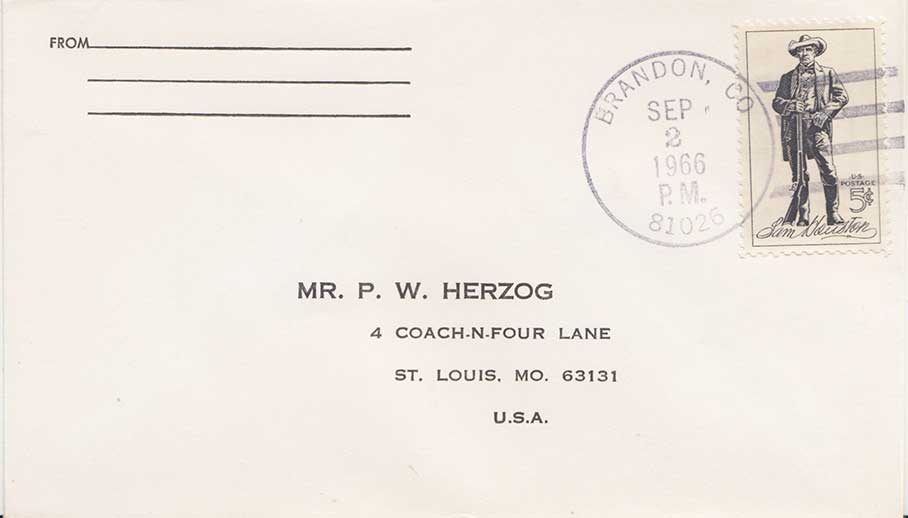 FROM
BRANDON, CO
SEP
2
1966
P.M.
81026
U.S.
POSTAGE
5¢
Sam Houston
MR. P. W. HERZOG
4 COACH-N-FOUR LANE
ST. LOUIS, MO. 63131
U.S.A.